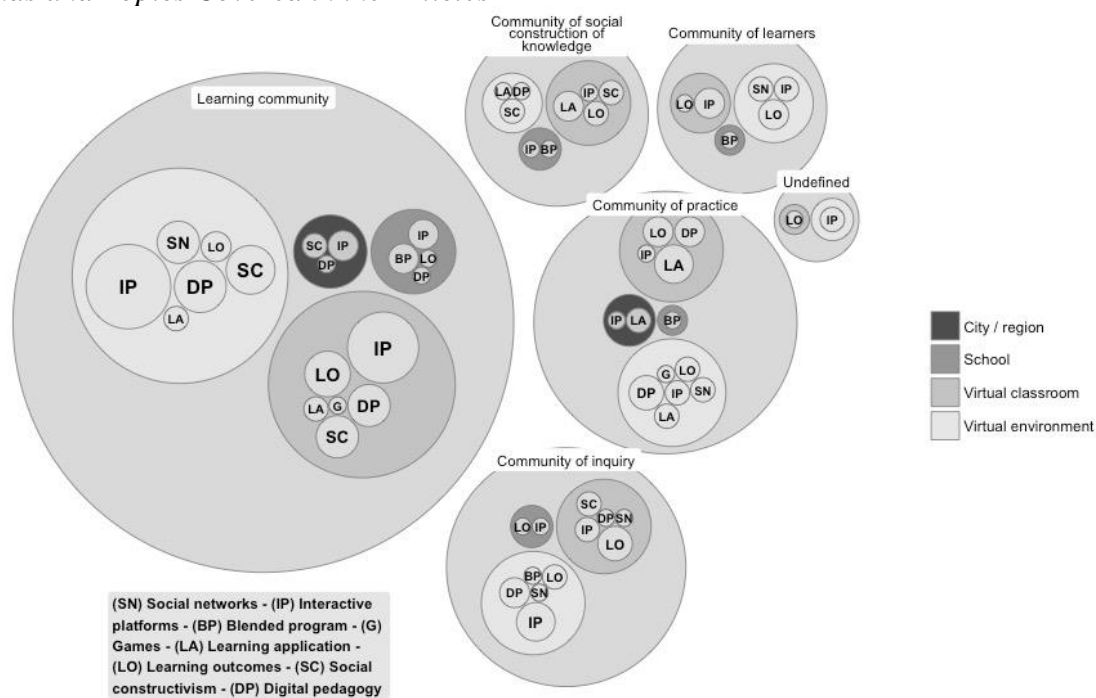 Community of social
construction of
knowledge
Community of learners
Learning community
LA DP
SC
IP SC
LA
LO
IP BP
LO IP
SN IP
LO
BP
Undefined
LO IP
Community of practice
SN LO
IP DP SC
LA
SC IP
DP
IP
BP LO
DP
IP
LO
LA G DP
SC
LO DP
IP
LA
IP LA
BP
G LO
DP IP SN
LA
City / region
School
Virtual classroom
Virtual environment
Community of inquiry
LO IP
SC
DP SN
IP
LO
BP LO
DP SN
IP
(SN) Social networks - (IP) Interactive
platforms - (BP) Blended program - (G)
Games - (LA) Learning application -
(LO) Learning outcomes - (SC) Social
constructivism - (DP) Digital pedagogy